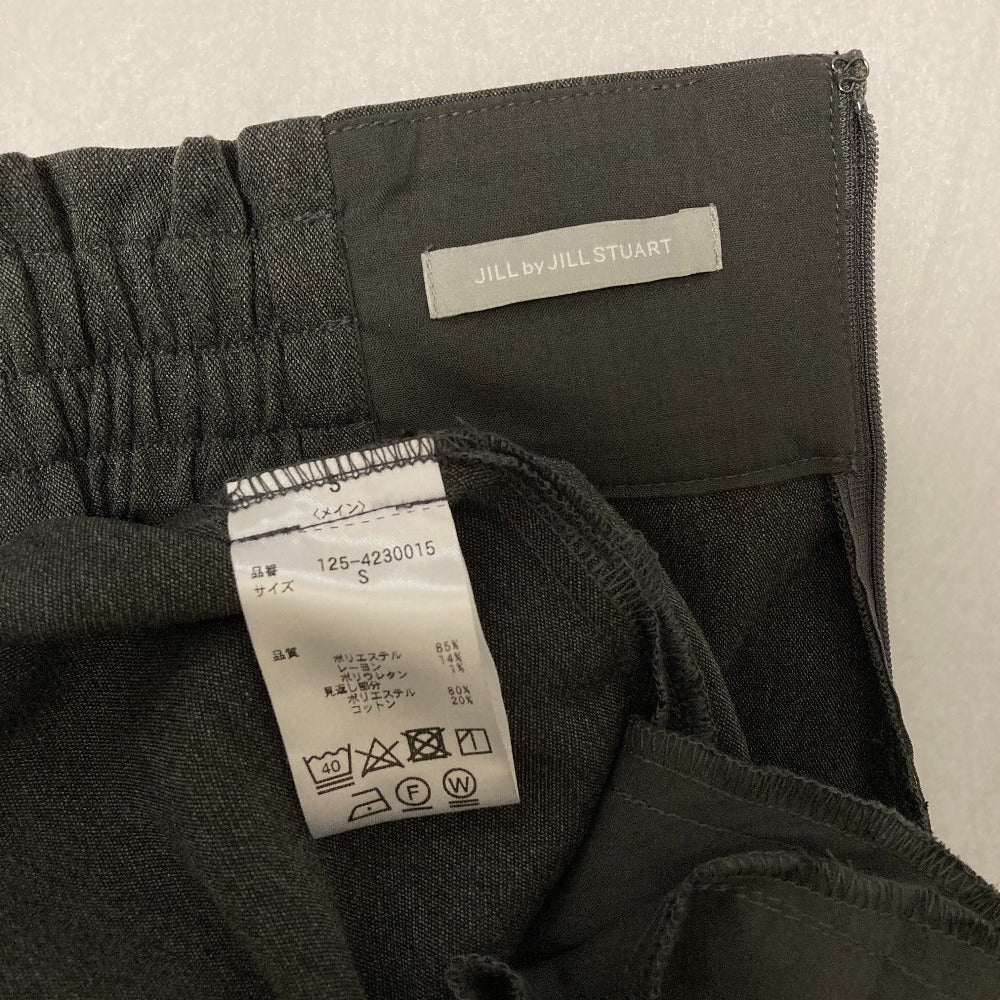 JILL by JILL STUART
S
〈メイン〉
品番 125-4230015
サイズ S
品質 ポリエステル 85%
レーヨン 14%
ポリウレタン 1%
見返し部分
ポリエステル 80%
コットン 20%
40
F W